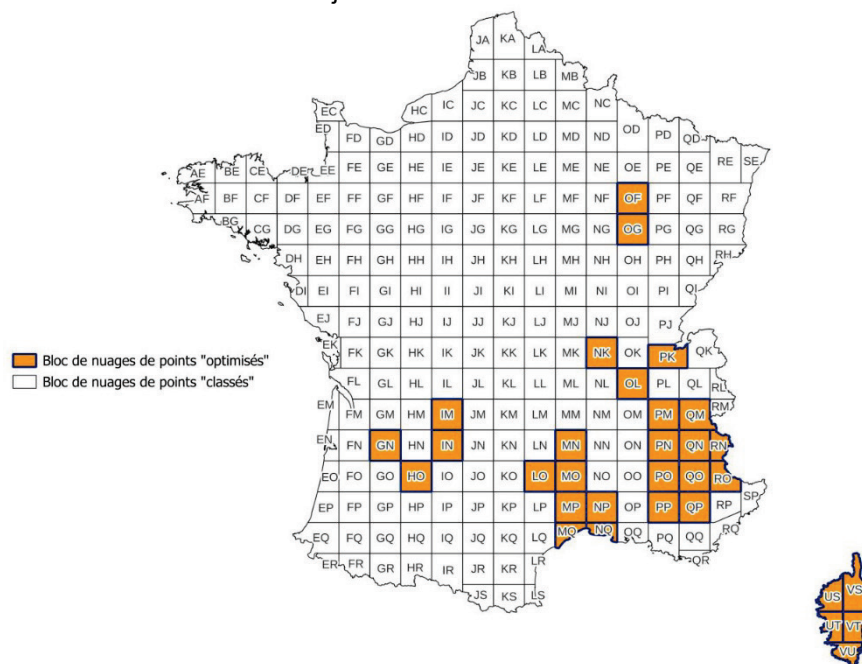 JA KA
LA
JB KB LB MB
EC HC IC JC KC LC MC NC
ED FD GD HD ID JD KD LD MD ND OD PD QD
AE BE CE DE EE FE GE HE IE JE KE LE ME NE OE PE QE RE SE
AF BF CF DF EF FF GF HF IF JF KF LF MF NF OF PF QF RF
BG CG DG EG FG GG HG IG JG KG LG MG NG OG PG QG RG
DH EH FH GH HH IH JH KH LH MH NH OH PH QH RH
DI EI FI GI HI II JI KI LI MI NI OI PI QI
EJ FJ GJ HJ IJ JJ KJ LJ MJ NJ OJ PJ
EK FK GK HK IK JK KK LK MK NK OK PK QK
Bloc de nuages de points "optimisés"
Bloc de nuages de points "classés"
FL GL HL IL JL KL LL ML NL OL PL QL RL
EM FM GM HM IM JM KM LM MM NM OM PM QM RM
EN FN GN HN IN JN KN LN MN NN ON PN QN RN
EO FO GO HO IO JO KO LO MO NO OO PO QO RO
EP FP GP HP IP JP KP LP MP NP OP PP QP RP SP
EQ FQ GQ HQ IQ JQ KQ LQ MQ NQ OQ PQ QQ RQ
ER FR GR HR IR JR KR LR QR
JS KS LS
US VS
UT VT
VU